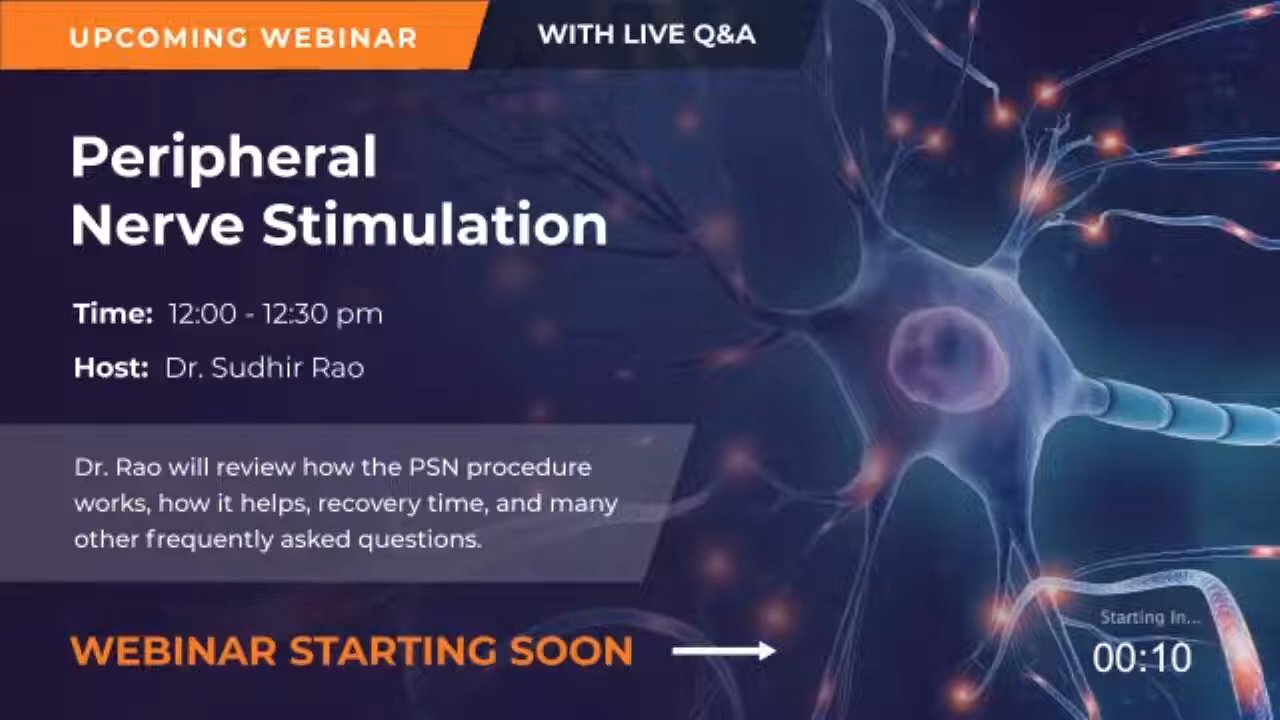 UPCOMING WEBINAR
WITH LIVE Q&A
Peripheral
Nerve Stimulation
Time: 12:00 - 12:30 pm
Host: Dr. Sudhir Rao
Dr. Rao will review how the PSN procedure
works, how it helps, recovery time, and many
other frequently asked questions.
WEBINAR STARTING SOON
Starting In...
00:10